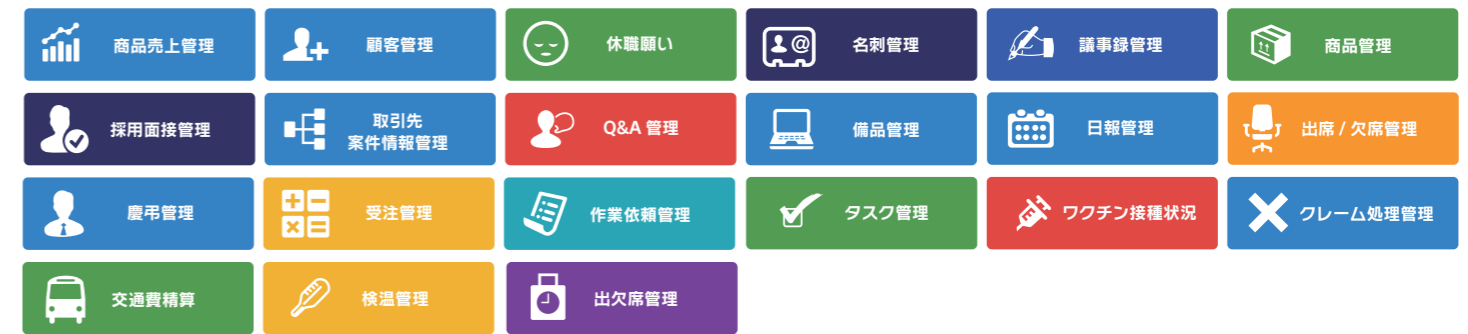 商品売上管理
顧客管理
休職願い
名刺管理
議事録管理
商品管理
採用面接管理
取引先
案件情報管理
Q&A 管理
備品管理
日報管理
出席 / 欠席管理
慶弔管理
受注管理
作業依頼管理
タスク管理
ワクチン接種状況
クレーム処理管理
交通費精算
検温管理
出欠席管理